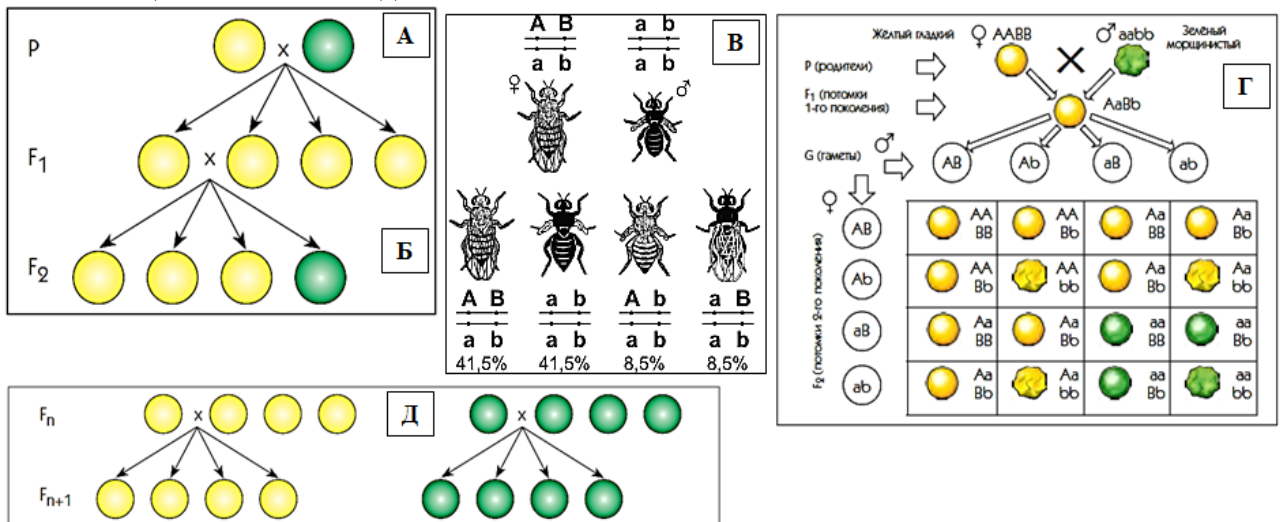 P
x
А
F₁
x
F₂
Б
A B
a b
a b
a b
В
♀
♂
A B
a b
a b
a b
A b
a b
a B
a b
41,5% 41,5% 8,5% 8,5%
Жёлтый гладкий ♀ AABB ♂ aabb Зелёный морщинистый
P (родители)
F₁ (потомки
1-го поколения)
AaBb
Г
G (гаметы) ♂
AB Ab aB ab
♀
F₂ (потомки 2-го поколения)
AB
AA BB
AA Bb
Aa BB
Aa Bb
Ab
AA Bb
AA bb
Aa Bb
Aa bb
aB
Aa BB
Aa Bb
aa BB
aa Bb
ab
Aa Bb
Aa bb
aa Bb
aa bb
Fn x Д x
Fn+1